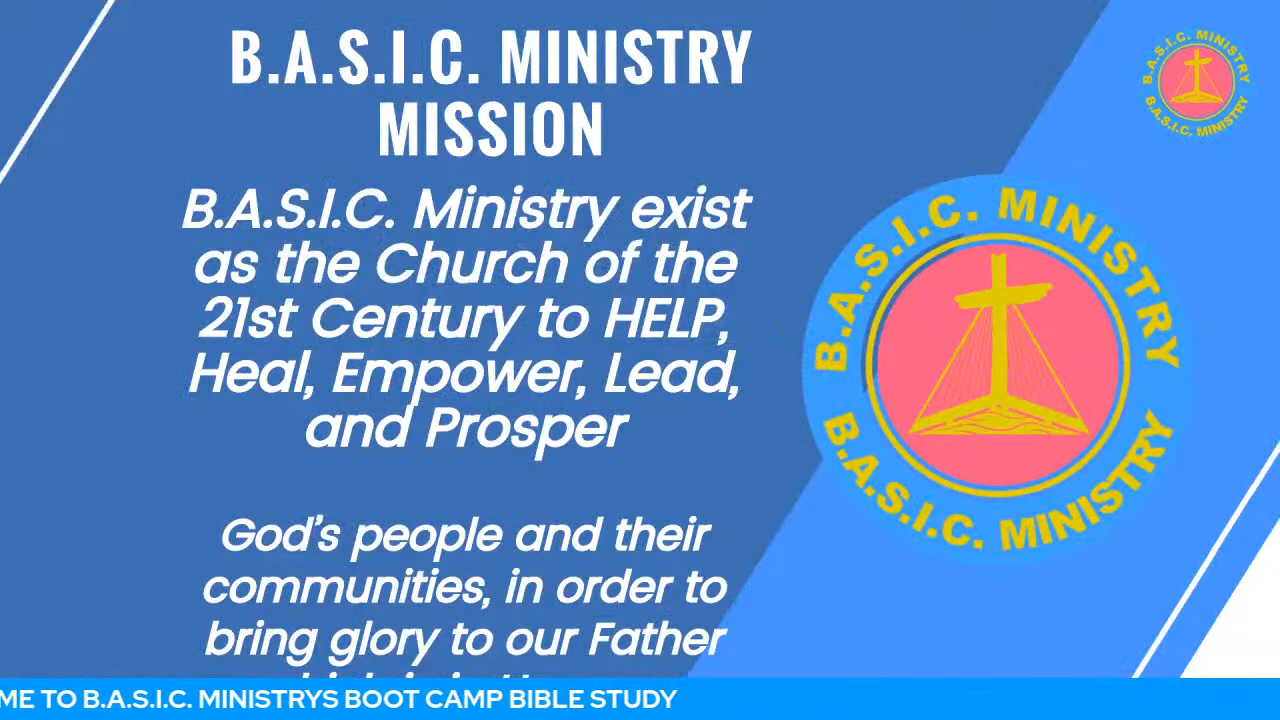 B.A.S.I.C. MINISTRY
MISSION
B.A.S.I.C. Ministry exist
as the Church of the
21st Century to HELP,
Heal, Empower, Lead,
and Prosper
God's people and their
communities, in order to
bring glory to our Father
B.A.S.I.C. MINISTRY
B.A.S.I.C. MINISTRY
B.A.S.I.C. MINISTRY
B.A.S.I.C. MINISTRY
TO B.A.S.I.C. MINISTRYS BOOT CAMP BIBLE STUDY